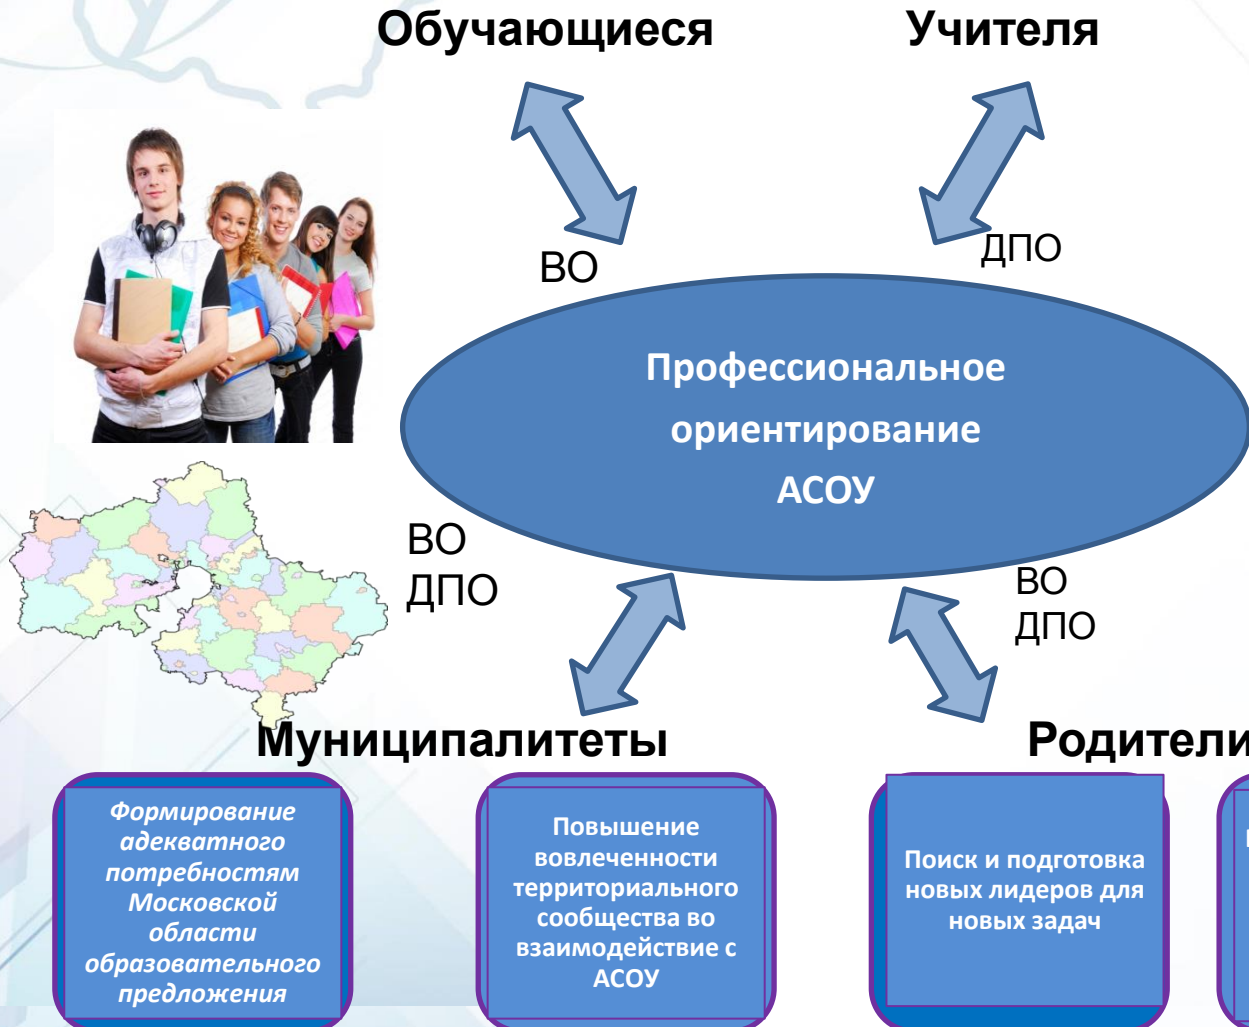 Обучающиеся
Учителя
ВО
ДПО
Профессиональное
ориентирование
АСОУ
ВО
ДПО
ВО
ДПО
Муниципалитеты
Родители
Формирование
адекватного
потребностям
Московской
области
образовательного
предложения
Повышение
вовлеченности
территориального
сообщества во
взаимодействие с
АСОУ
Поиск и подготовка
новых лидеров для
новых задач